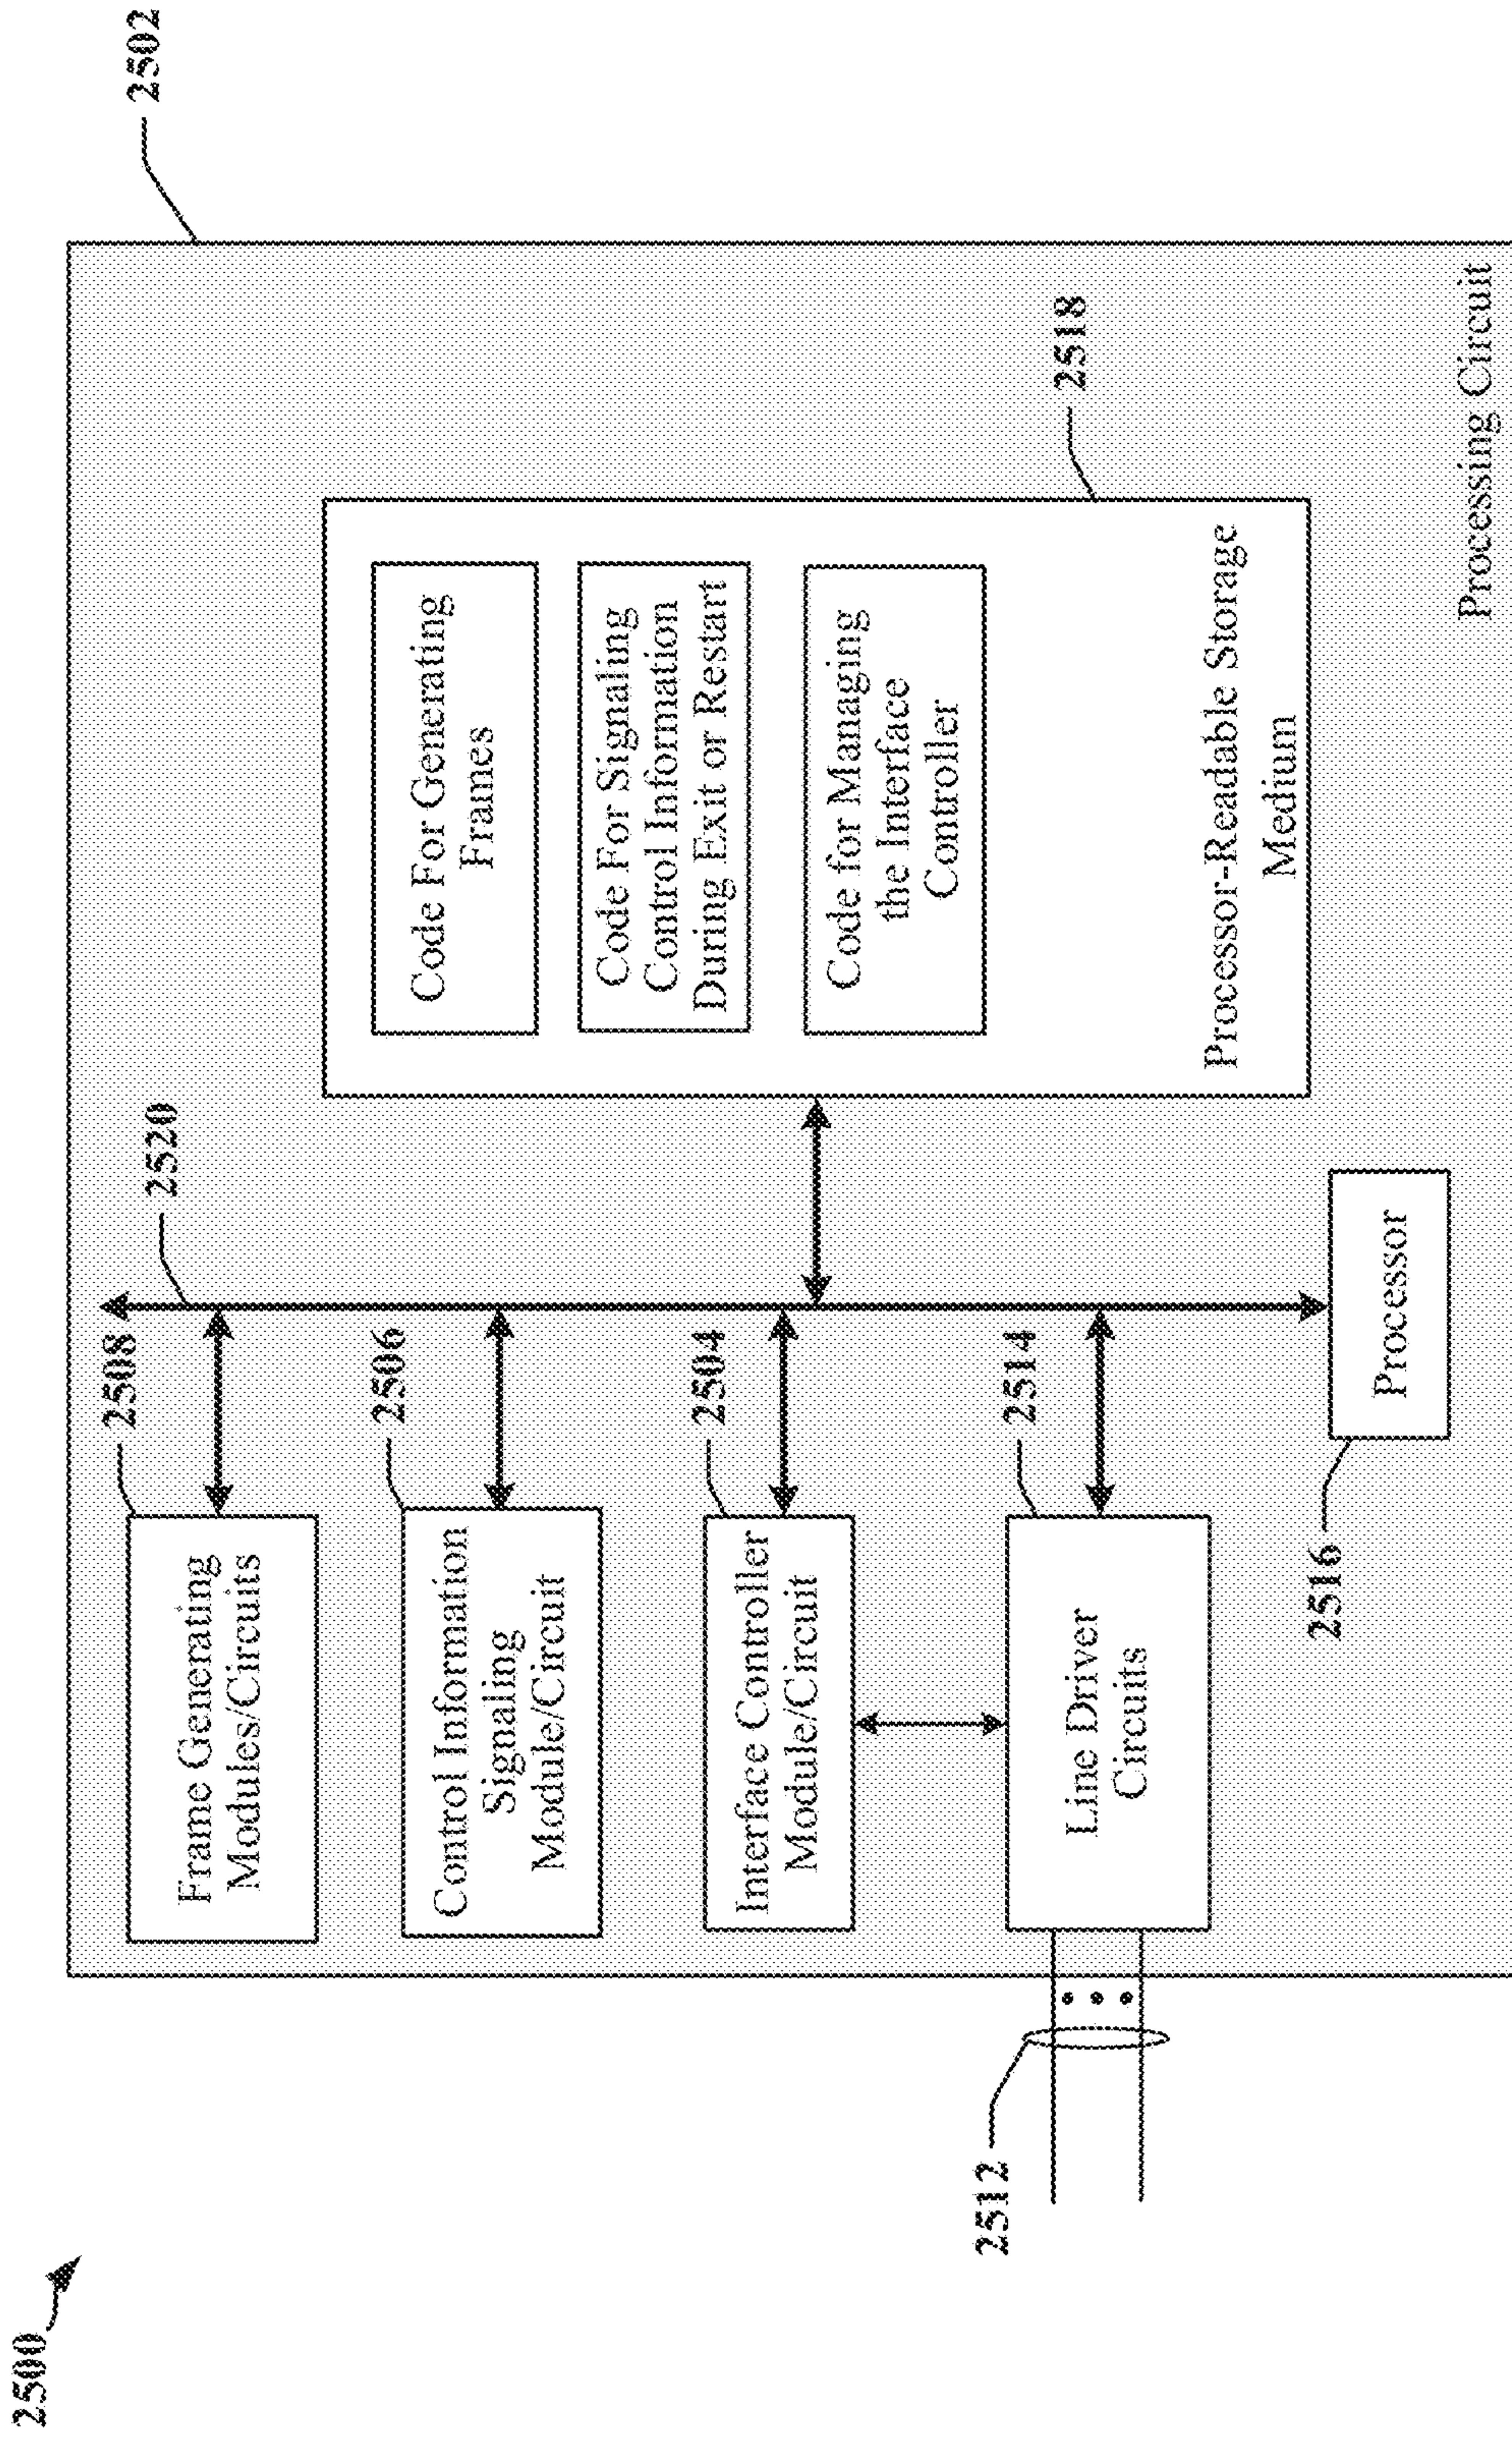 2500
2502
2520
2508
Frame Generating
Modules/Circuits
2506
Control Information
Signaling
Module/Circuit
2504
Interface Controller
Module/Circuit
2514
Line Driver
Circuits
2512
2516
Processor
2518
Code For Generating
Frames
Code For Signaling
Control Information
During Exit or Restart
Code for Managing
the Interface
Controller
Processor-Readable Storage
Medium
Processing Circuit